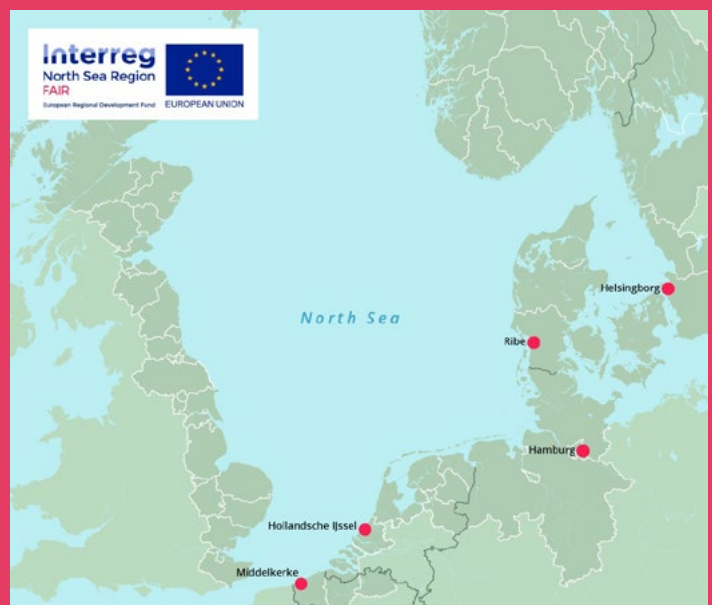 Interreg
North Sea Region
FAIR
European Regional Development Fund
EUROPEAN UNION
Helsingborg
North Sea
Ribe
Hamburg
Hollandsche IJssel
Middelkerke